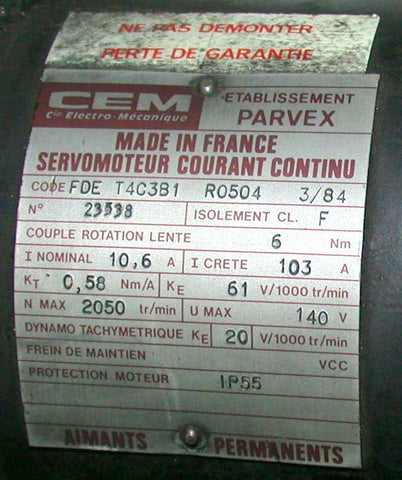 NE PAS DEMONTER
PERTE DE GARANTIE
CEM
Cie Electro-Mécanique
ETABLISSEMENT
PARVEX
MADE IN FRANCE
SERVOMOTEUR COURANT CONTINU
CODE FDE T4C3B1 R0504 3/84
N° 23538 ISOLEMENT CL. F
COUPLE ROTATION LENTE 6 Nm
I NOMINAL 10,6 A I CRETE 103 A
KT 0,58 Nm/A KE 61 V/1000 tr/min
N MAX 2050 tr/min U MAX 140 V
DYNAMO TACHYMETRIQUE KE 20 V/1000 tr/min
FREIN DE MAINTIEN VCC
PROTECTION MOTEUR IP55
AIMANTS PERMANENTS